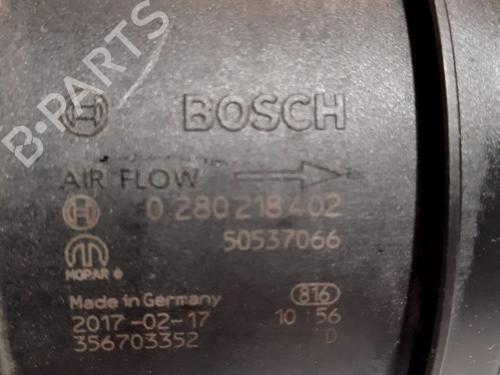 B-PARTS
BOSCH
AIR FLOW
0 280 218 402
50537066
MOPAR ®
Made in Germany 816
2017-02-17 10:56
356703352 D